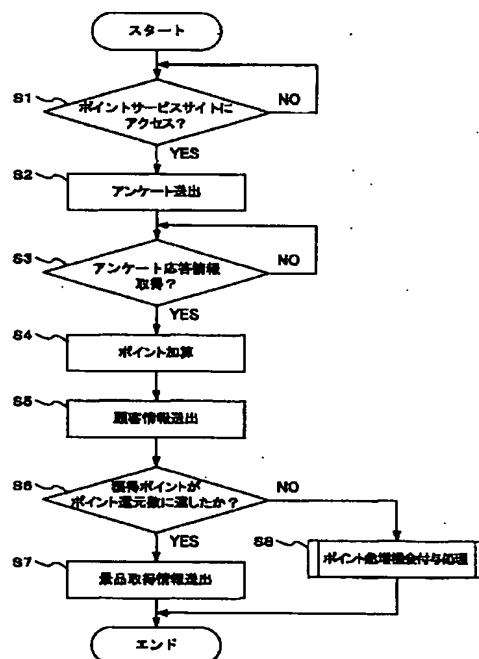 スタート
S1
ポイントサービスサイトに
アクセス？
NO
YES
S2
アンケート送出
S3
アンケート応答情報
取得？
NO
YES
S4
ポイント加算
S5
顧客情報送出
S6
獲得ポイントが
ポイント還元数に達したか？
NO
YES
S7
景品取得情報送出
S8
ポイント倍増機会付与処理
エンド